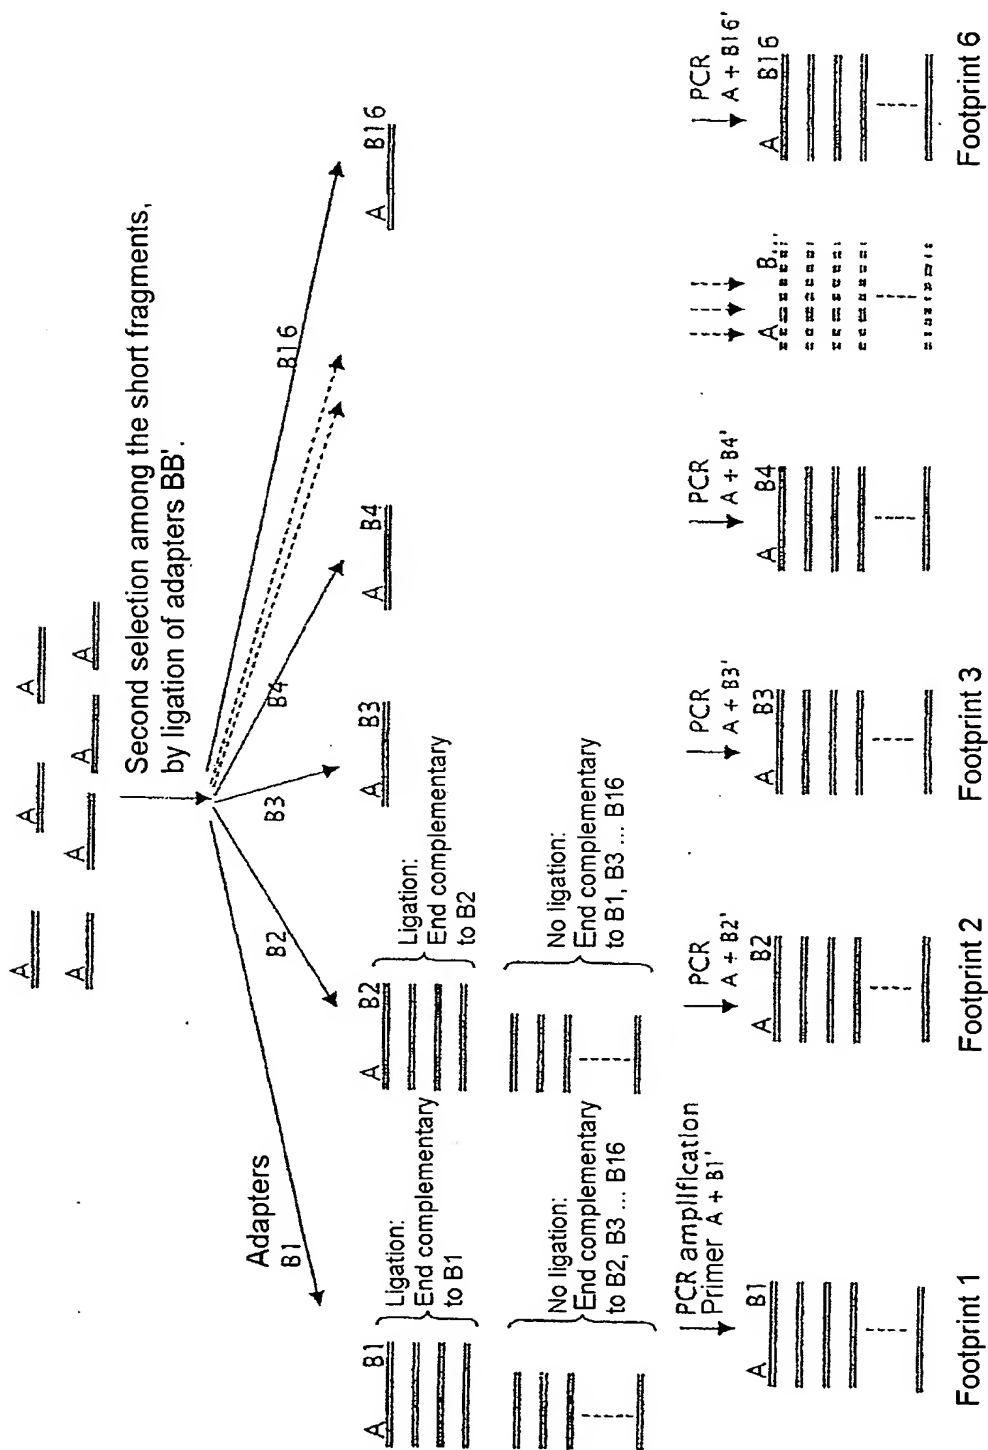 A
A
A
A
A
A
A
Second selection among the short fragments,
by ligation of adapters BB'.
Adapters
B1
B2
B3
B4
B16
A B1
Ligation:
End complementary
to B1
No ligation:
End complementary
to B2, B3 ... B16
A B2
Ligation:
End complementary
to B2
No ligation:
End complementary
to B1, B3 ... B16
A B3
A B4
A B16
PCR amplification
Primer A + B1'
PCR
A + B2'
PCR
A + B3'
PCR
A + B4'
PCR
A + B16'
A B1
A B2
A B3
A B4
A B...'
A B16
Footprint 1
Footprint 2
Footprint 3
Footprint 6